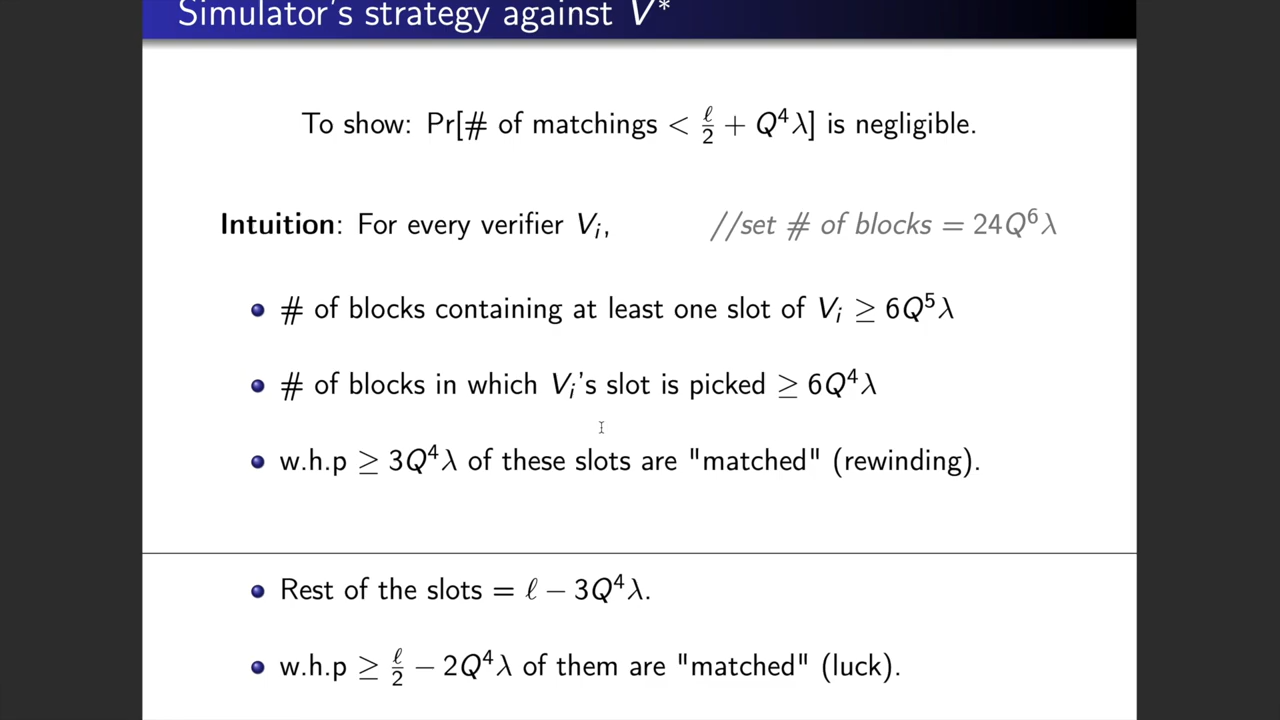 Simulator's strategy against V*
To show: Pr[# of matchings < ℓ/2 + Q⁴λ] is negligible.
Intuition: For every verifier Vᵢ, //set # of blocks = 24Q⁶λ
# of blocks containing at least one slot of Vᵢ ≥ 6Q⁵λ
# of blocks in which Vᵢ's slot is picked ≥ 6Q⁴λ
w.h.p ≥ 3Q⁴λ of these slots are "matched" (rewinding).
Rest of the slots = ℓ − 3Q⁴λ.
w.h.p ≥ ℓ/2 − 2Q⁴λ of them are "matched" (luck).